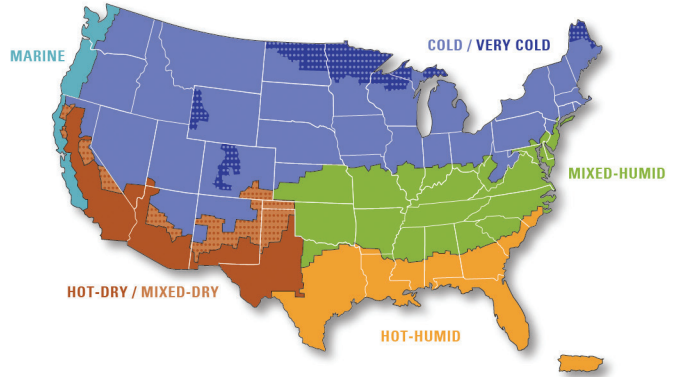 COLD / VERY COLD
MARINE
MIXED-HUMID
HOT-DRY / MIXED-DRY
HOT-HUMID